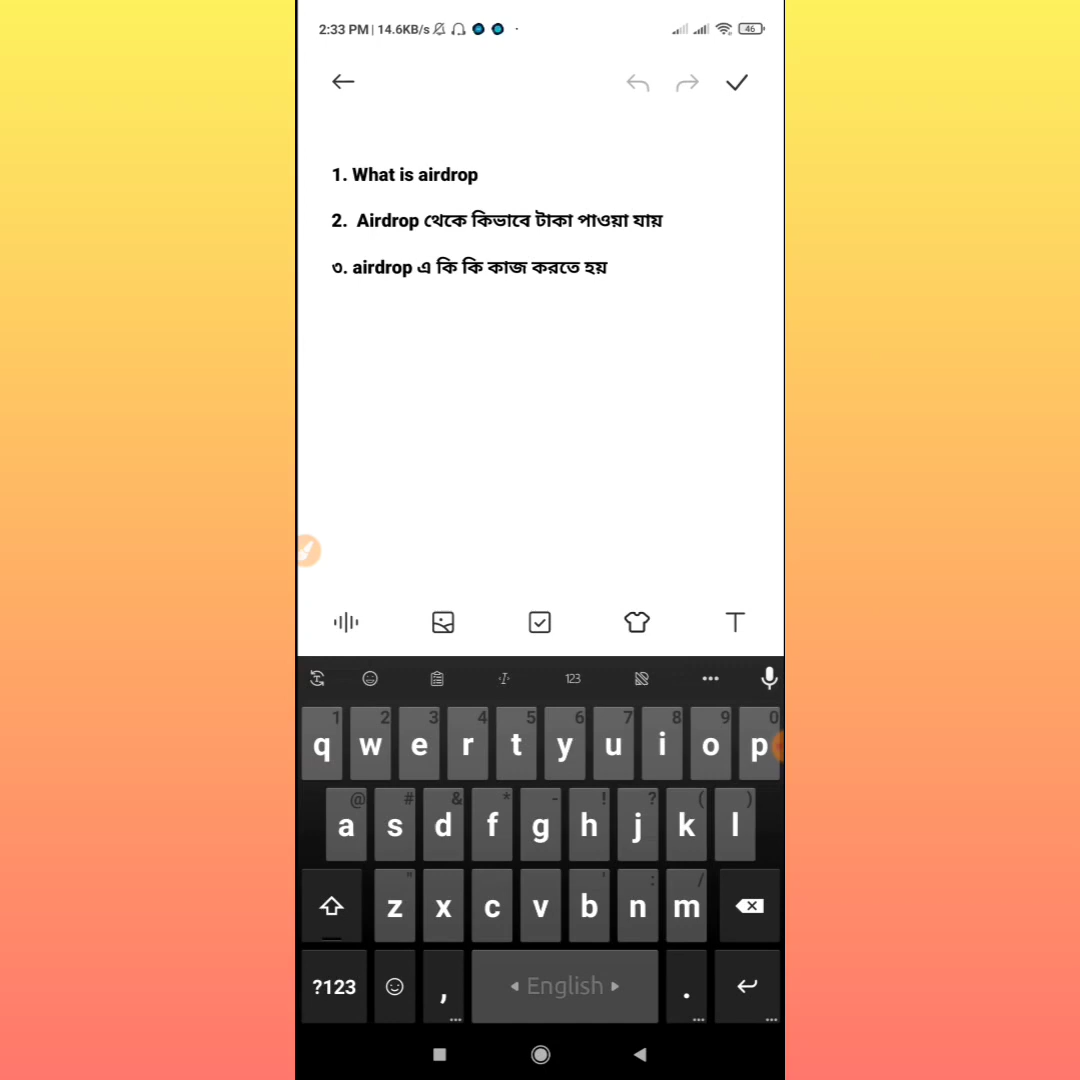 2:33 PM | 14.6KB/s 46
1. What is airdrop
2. Airdrop থেকে কিভাবে টাকা পাওয়া যায়
৩. airdrop এ কি কি কাজ করতে হয়
T
123
1 2 3 4 5 6 7 8 9 0
q w e r t y u i o p
@ # & * - ! ? ( )
a s d f g h j k l
" ' : /
z x c v b n m
?123 , English .